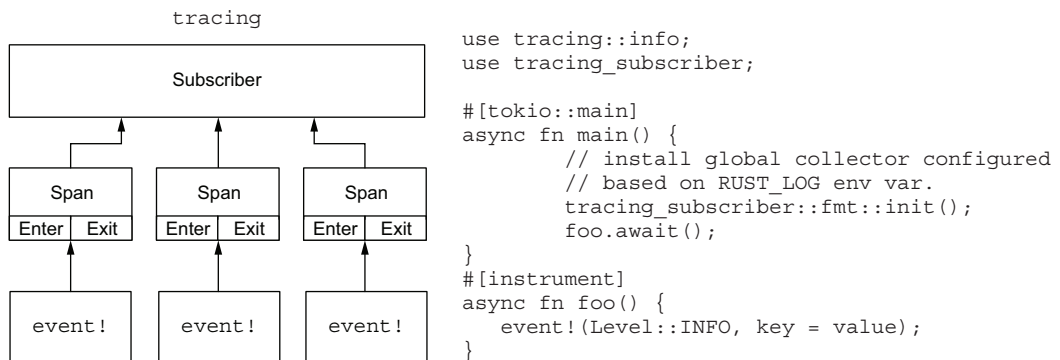 tracing
Subscriber
Span Span Span
Enter Exit Enter Exit Enter Exit
event! event! event!
use tracing::info;
use tracing_subscriber;
#[tokio::main]
async fn main() {
// install global collector configured
// based on RUST_LOG env var.
tracing_subscriber::fmt::init();
foo.await();
}
#[instrument]
async fn foo() {
event!(Level::INFO, key = value);
}